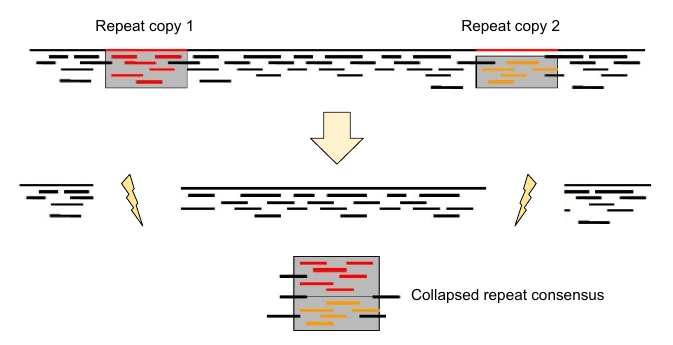 Repeat copy 1
Repeat copy 2
Collapsed repeat consensus